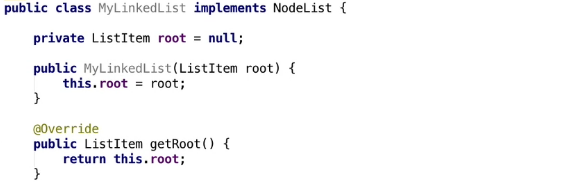 public class MyLinkedList implements NodeList {
private ListItem root = null;
public MyLinkedList(ListItem root) {
this.root = root;
}
@Override
public ListItem getRoot() {
return this.root;
}